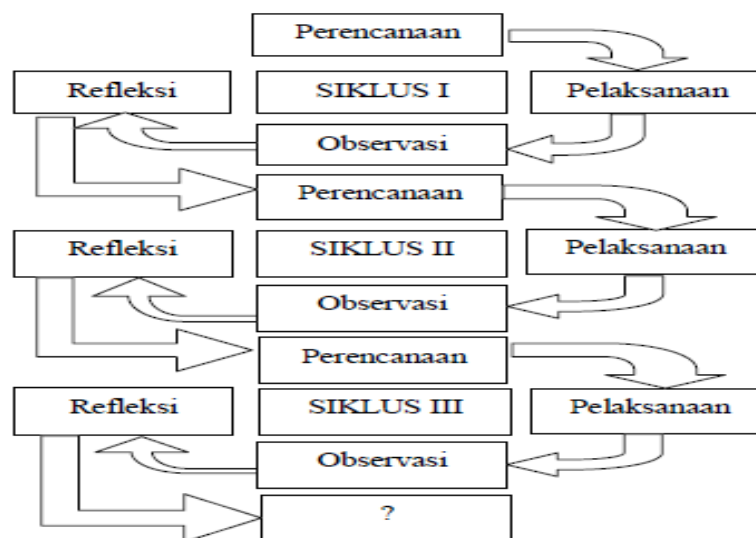 Perencanaan
Refleksi
SIKLUS I
Pelaksanaan
Observasi
Perencanaan
Refleksi
SIKLUS II
Pelaksanaan
Observasi
Perencanaan
Refleksi
SIKLUS III
Pelaksanaan
Observasi
?